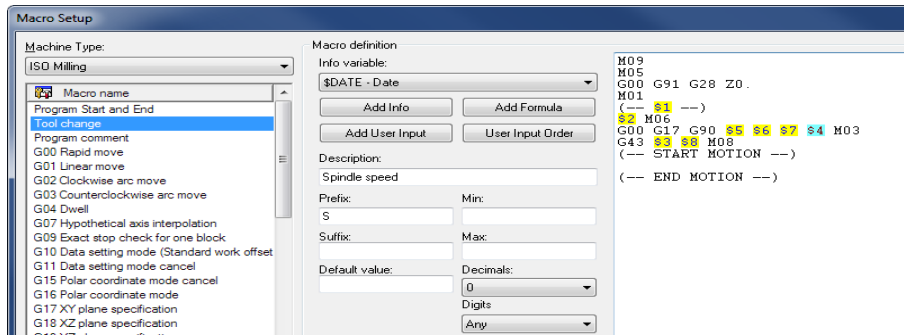 Macro Setup
Machine Type:
ISO Milling
Macro name
Program Start and End
Tool change
Program comment
G00 Rapid move
G01 Linear move
G02 Clockwise arc move
G03 Counterclockwise arc move
G04 Dwell
G07 Hypothetical axis interpolation
G09 Exact stop check for one block
G10 Data setting mode (Standard work offset
G11 Data setting mode cancel
G15 Polar coordinate mode cancel
G16 Polar coordinate mode
G17 XY plane specification
G18 XZ plane specification
Macro definition
Info variable:
$DATE - Date
Add Info
Add Formula
Add User Input
User Input Order
Description:
Spindle speed
Prefix:
Min:
S
Suffix:
Max:
Default value:
Decimals:
0
Digits
Any
M09
M05
G00 G91 G28 Z0.
M01
(-- $1 --)
$2 M06
G00 G17 G90 $5 $6 $7 $4 M03
G43 $3 $8 M08
(-- START MOTION --)
(-- END MOTION --)